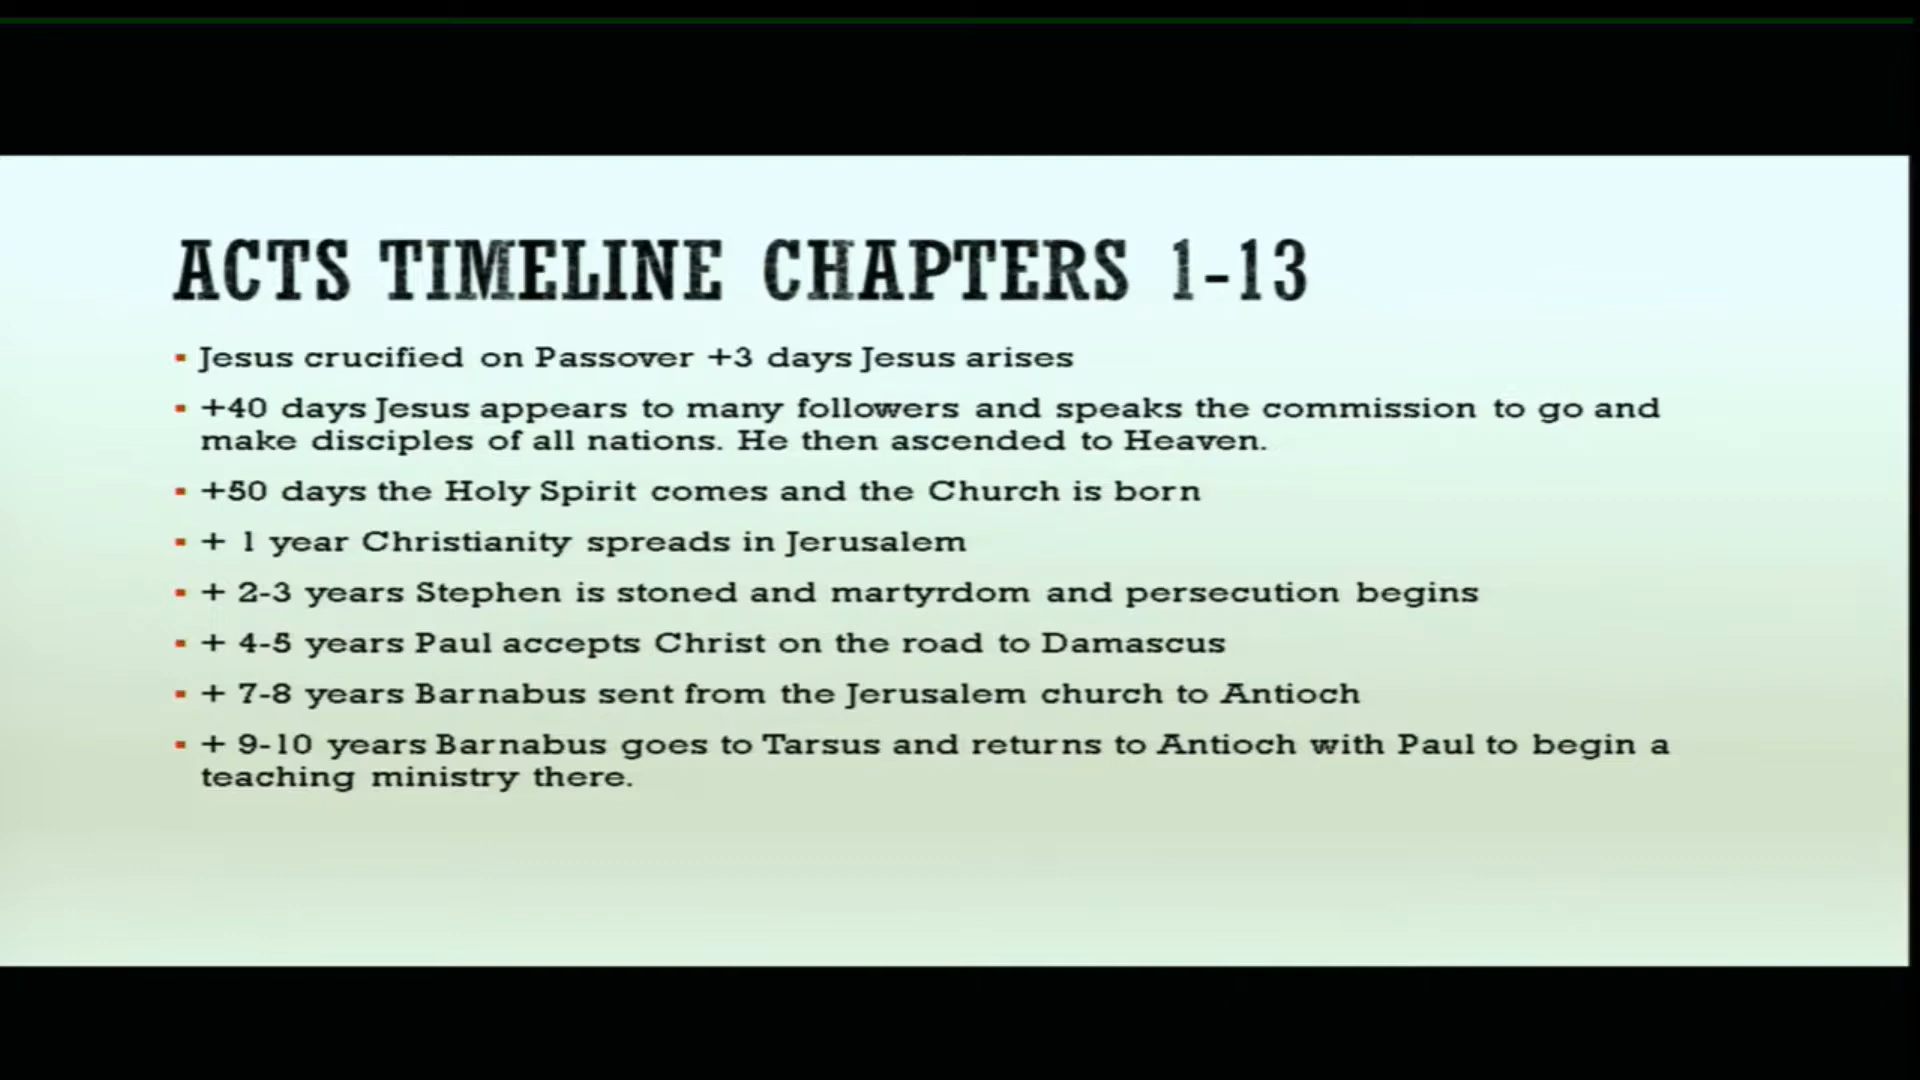 ACTS TIMELINE CHAPTERS 1-13
▪ Jesus crucified on Passover +3 days Jesus arises
▪ +40 days Jesus appears to many followers and speaks the commission to go and
make disciples of all nations. He then ascended to Heaven.
▪ +50 days the Holy Spirit comes and the Church is born
▪ + 1 year Christianity spreads in Jerusalem
▪ + 2-3 years Stephen is stoned and martyrdom and persecution begins
▪ + 4-5 years Paul accepts Christ on the road to Damascus
▪ + 7-8 years Barnabus sent from the Jerusalem church to Antioch
▪ + 9-10 years Barnabus goes to Tarsus and returns to Antioch with Paul to begin a
teaching ministry there.